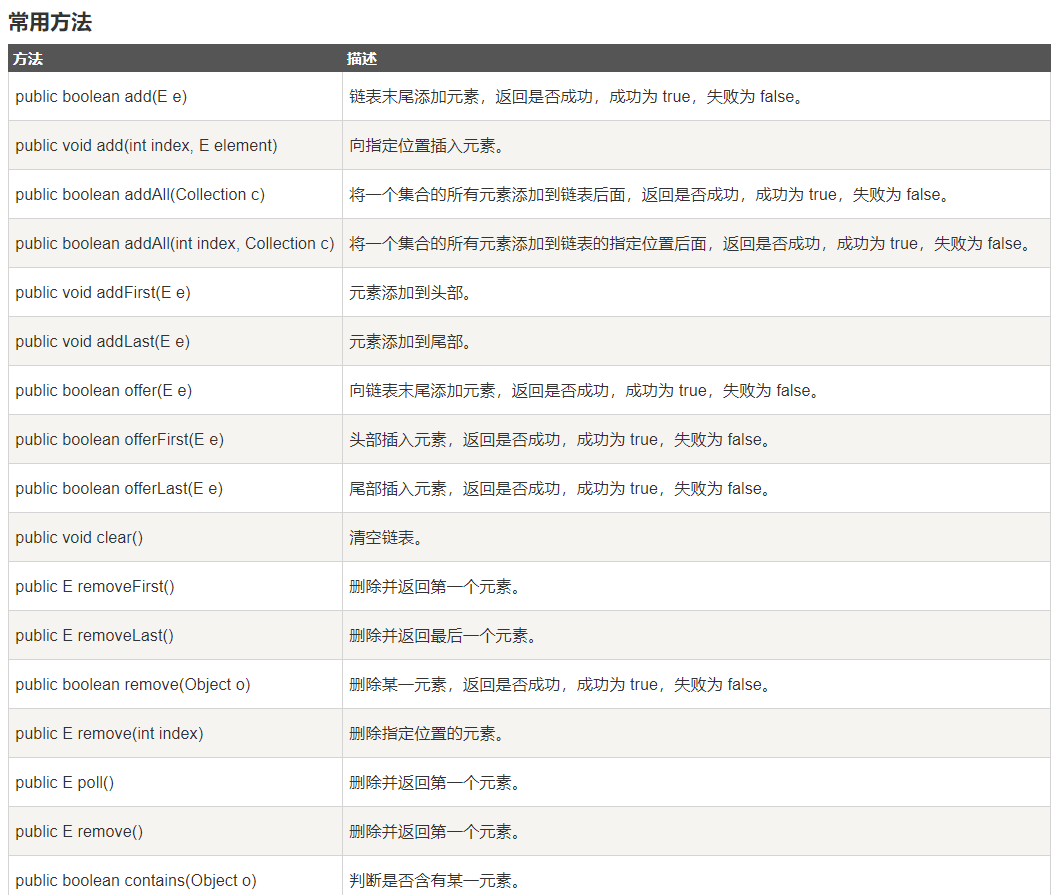 常用方法
方法 描述
public boolean add(E e) 链表末尾添加元素，返回是否成功，成功为 true，失败为 false。
public void add(int index, E element) 向指定位置插入元素。
public boolean addAll(Collection c) 将一个集合的所有元素添加到链表后面，返回是否成功，成功为 true，失败为 false。
public boolean addAll(int index, Collection c) 将一个集合的所有元素添加到链表的指定位置后面，返回是否成功，成功为 true，失败为 false。
public void addFirst(E e) 元素添加到头部。
public void addLast(E e) 元素添加到尾部。
public boolean offer(E e) 向链表末尾添加元素，返回是否成功，成功为 true，失败为 false。
public boolean offerFirst(E e) 头部插入元素，返回是否成功，成功为 true，失败为 false。
public boolean offerLast(E e) 尾部插入元素，返回是否成功，成功为 true，失败为 false。
public void clear() 清空链表。
public E removeFirst() 删除并返回第一个元素。
public E removeLast() 删除并返回最后一个元素。
public boolean remove(Object o) 删除某一元素，返回是否成功，成功为 true，失败为 false。
public E remove(int index) 删除指定位置的元素。
public E poll() 删除并返回第一个元素。
public E remove() 删除并返回第一个元素。
public boolean contains(Object o) 判断是否含有某一元素。